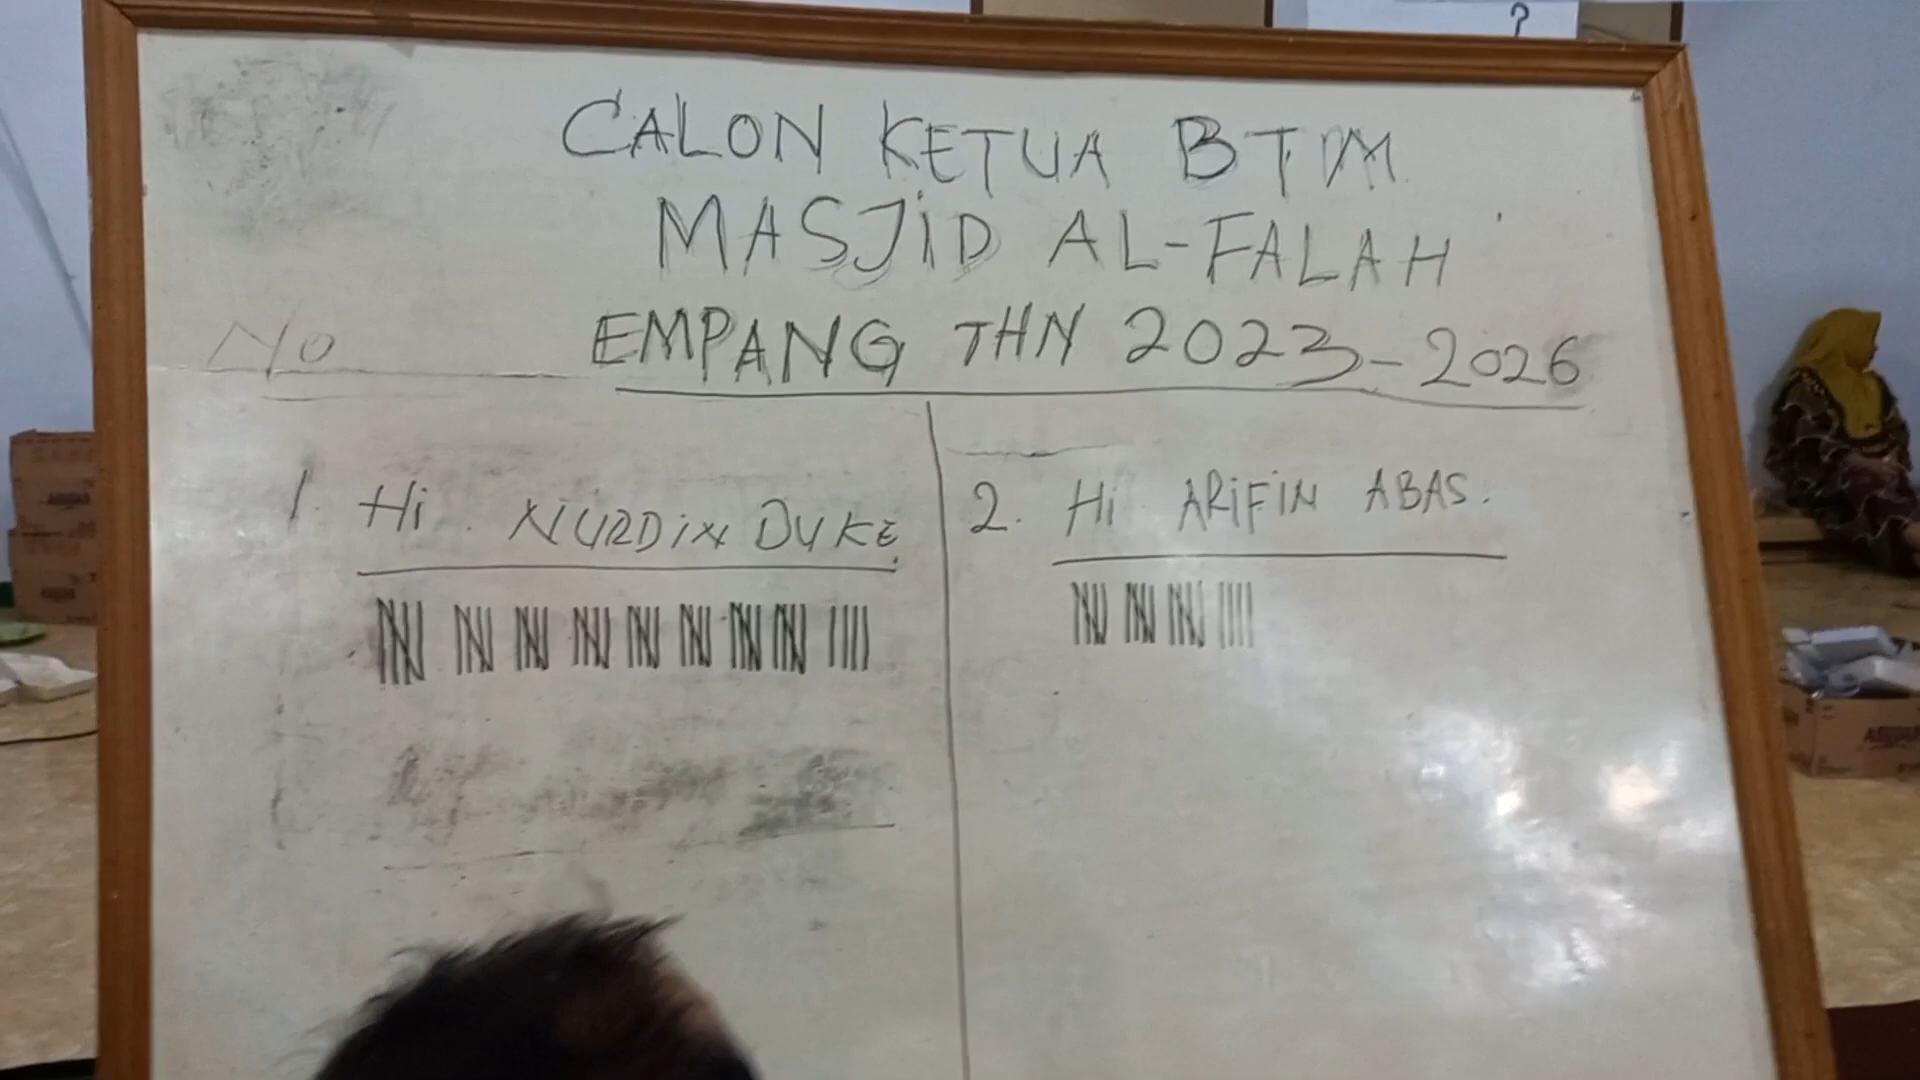 ?
CALON KETUA BTM
MASJID AL-FALAH
EMPANG THN 2023-2026
No
1. Hi. NURDIN DUKE
2. Hi ARIFIN ABAS.